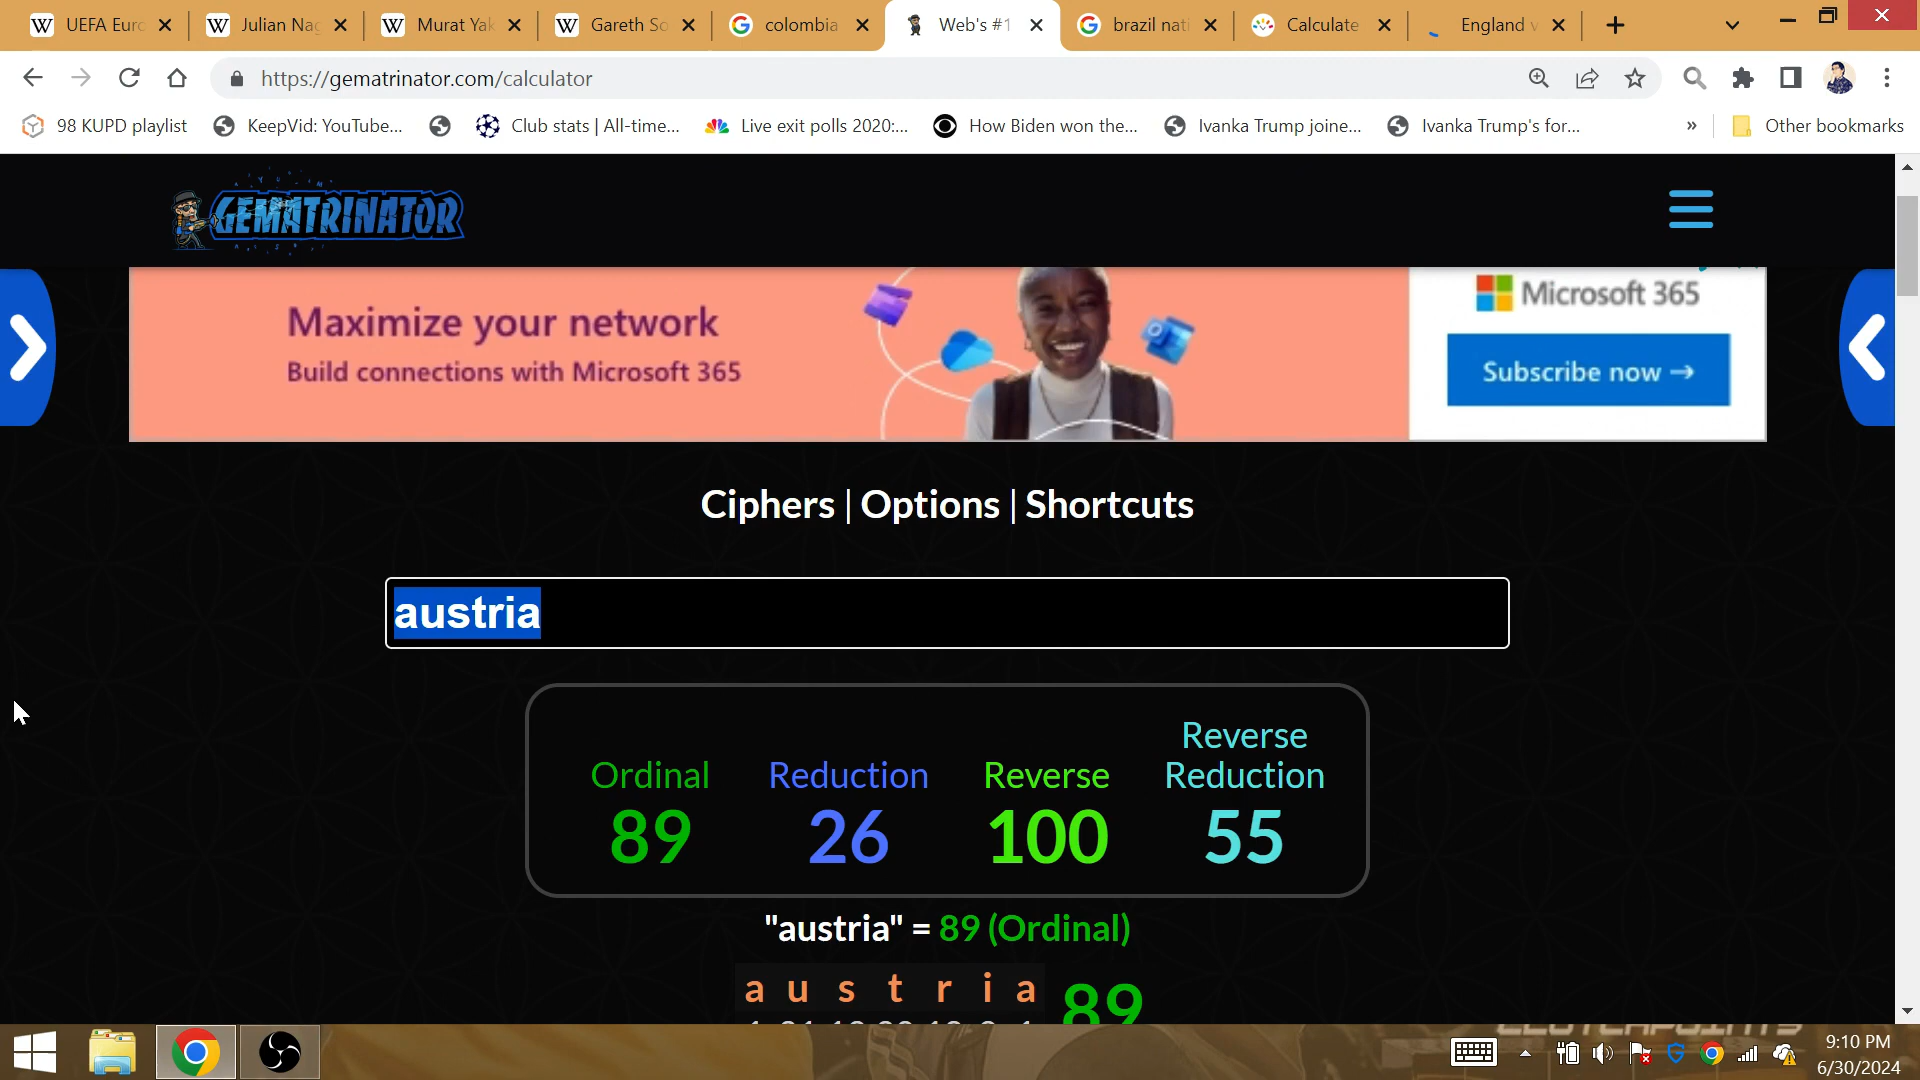 UEFA Euro
Julian Nag
Murat Yak
Gareth So
colombia
Web's #1
brazil nati
Calculate
England v
https://gematrinator.com/calculator
98 KUPD playlist
KeepVid: YouTube...
Club stats | All-time...
Live exit polls 2020:...
How Biden won the...
Ivanka Trump joine...
Ivanka Trump's for...
»
Other bookmarks
GEMATRINATOR
Maximize your network
Build connections with Microsoft 365
Microsoft 365
Subscribe now →
Ciphers | Options | Shortcuts
austria
Ordinal
89
Reduction
26
Reverse
100
Reverse
Reduction
55
"austria" = 89 (Ordinal)
a u s t r i a
89
9:10 PM
6/30/2024